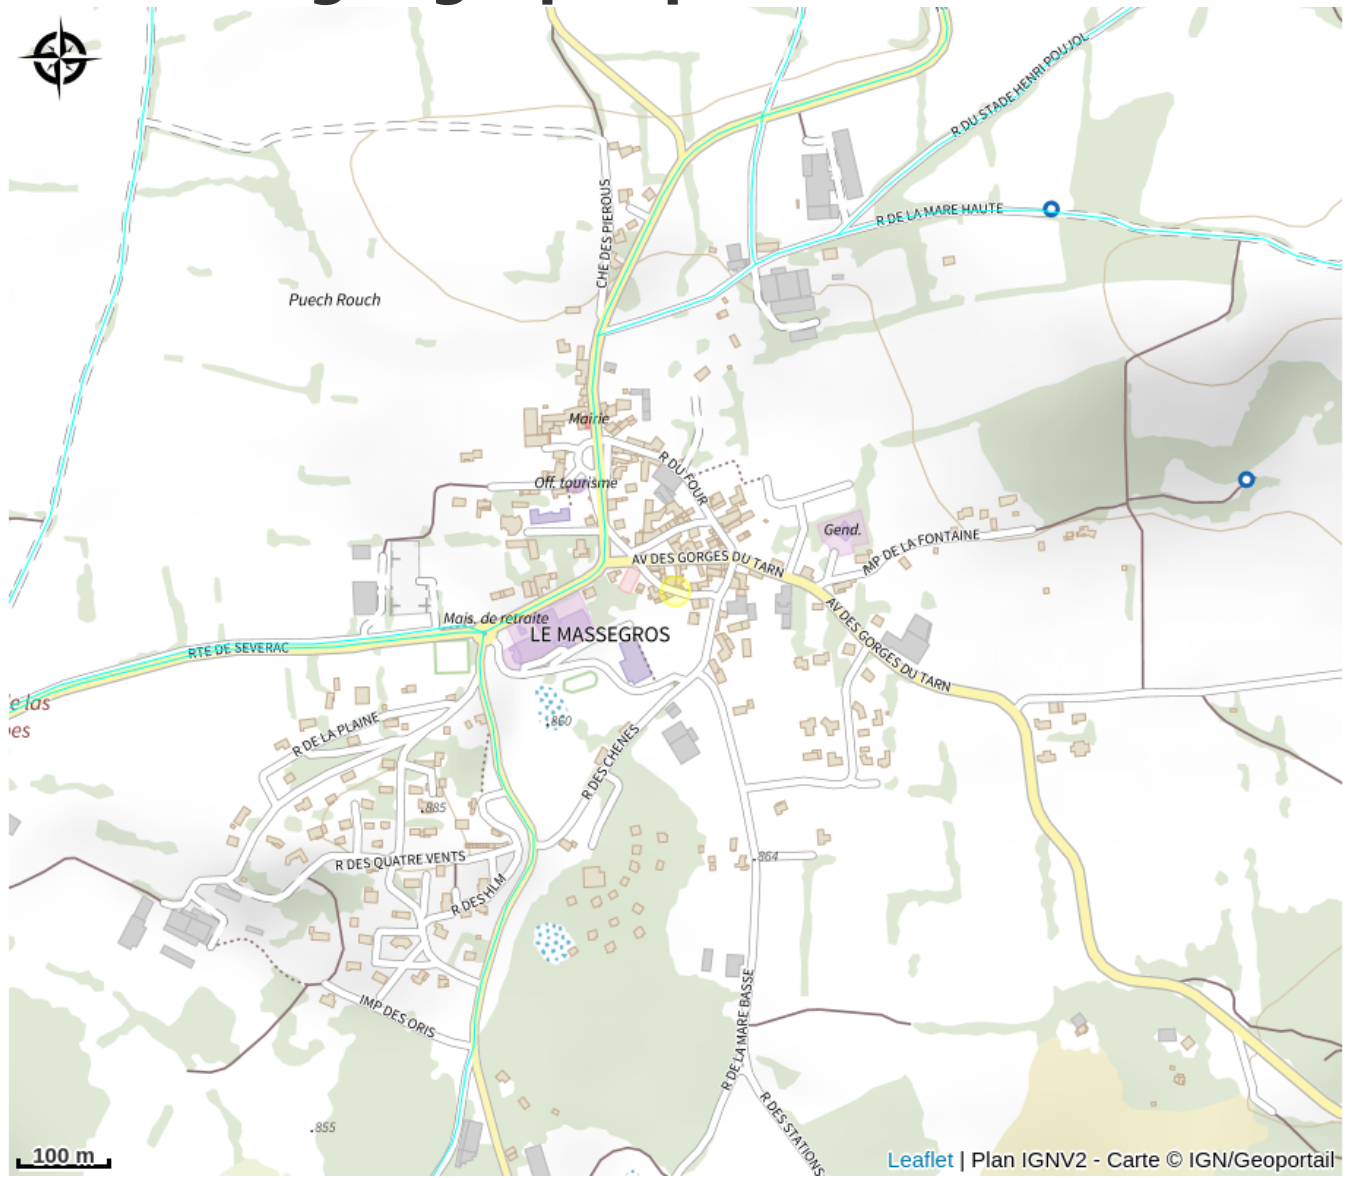 R DU STADE HENRI POUJOL
CHE DES PIEROUS
R DE LA MARE HAUTE
Puech Rouch
Mairie
R DU FOUR
Off. tourisme
Gend.
AV DES GORGES DU TARN
IMP DE LA FONTAINE
Mais. de retraite
LE MASSEGROS
AV DES GORGES DU TARN
RTE DE SEVERAC
e las
es
.860
R DE LA PLAINE
R DES CHENES
.885
R DES QUATRE VENTS
.864
R DES HLM
IMP DES ORIS
R DE LA MARE BASSE
R DES STATIONS
.855
100 m
Leaflet | Plan IGNV2 - Carte © IGN/Geoportail